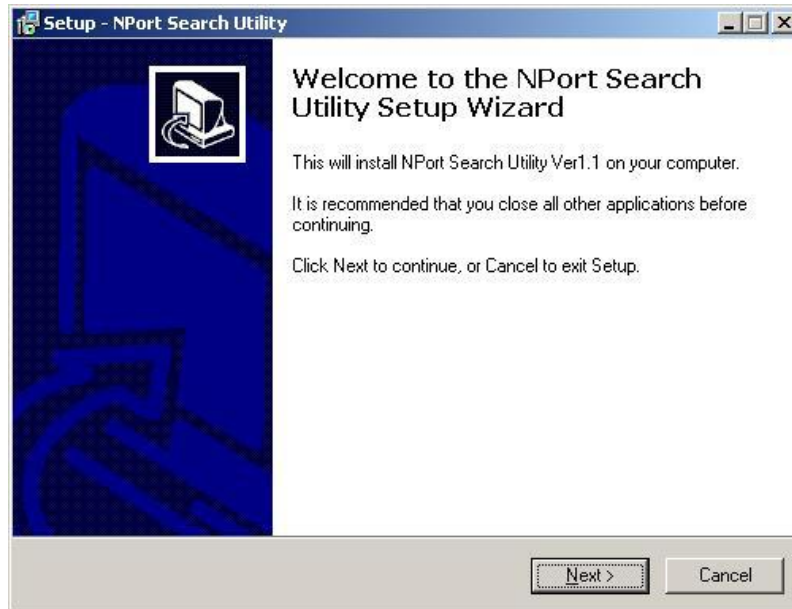 Setup - NPort Search Utility
Welcome to the NPort Search
Utility Setup Wizard
This will install NPort Search Utility Ver1.1 on your computer.
It is recommended that you close all other applications before
continuing.
Click Next to continue, or Cancel to exit Setup.
Next >
Cancel